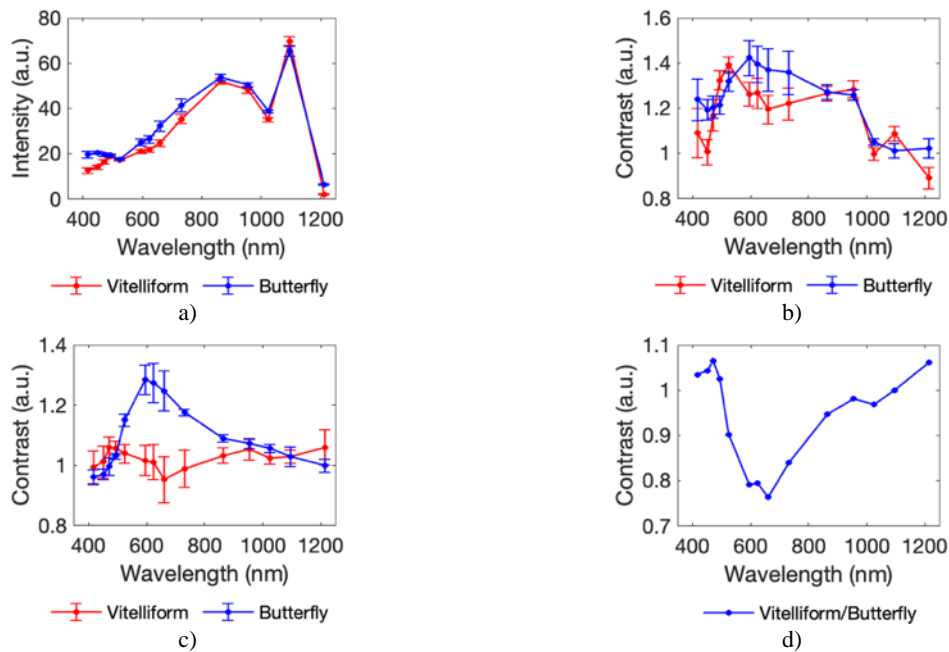 80
60
40
20
0
Intensity (a.u.)
400 600 800 1000 1200
Wavelength (nm)
Vitelliform Butterfly
a)
1.6
1.4
1.2
1
0.8
Contrast (a.u.)
400 600 800 1000 1200
Wavelength (nm)
Vitelliform Butterfly
b)
1.4
1.2
1
0.8
Contrast (a.u.)
400 600 800 1000 1200
Wavelength (nm)
Vitelliform Butterfly
c)
1.1
1
0.9
0.8
0.7
Contrast (a.u.)
400 600 800 1000 1200
Wavelength (nm)
Vitelliform/Butterfly
d)